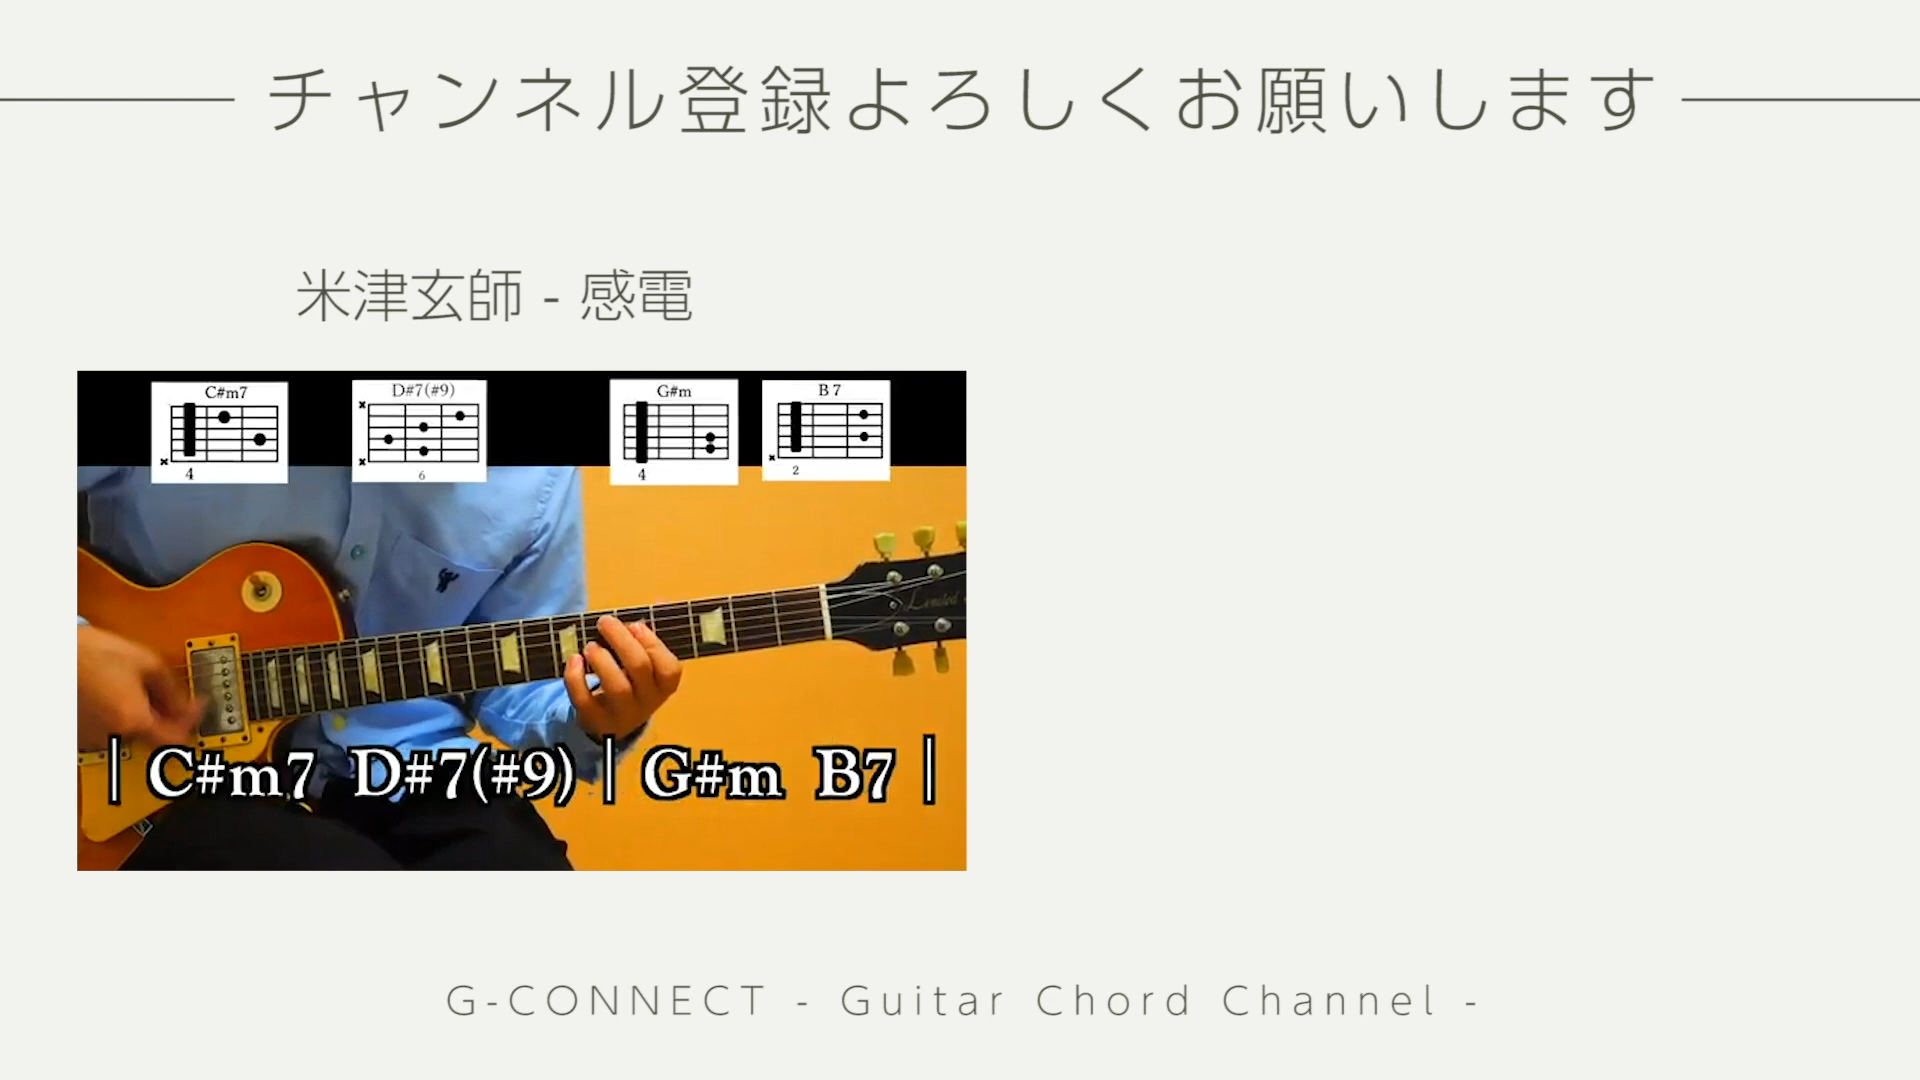 チャンネル登録よろしくお願いします
米津玄師 - 感電
C#m7 D#7(#9) G#m B7
4 6 4 2
| C#m7 D#7(#9) | G#m B7 |
G-CONNECT - Guitar Chord Channel -